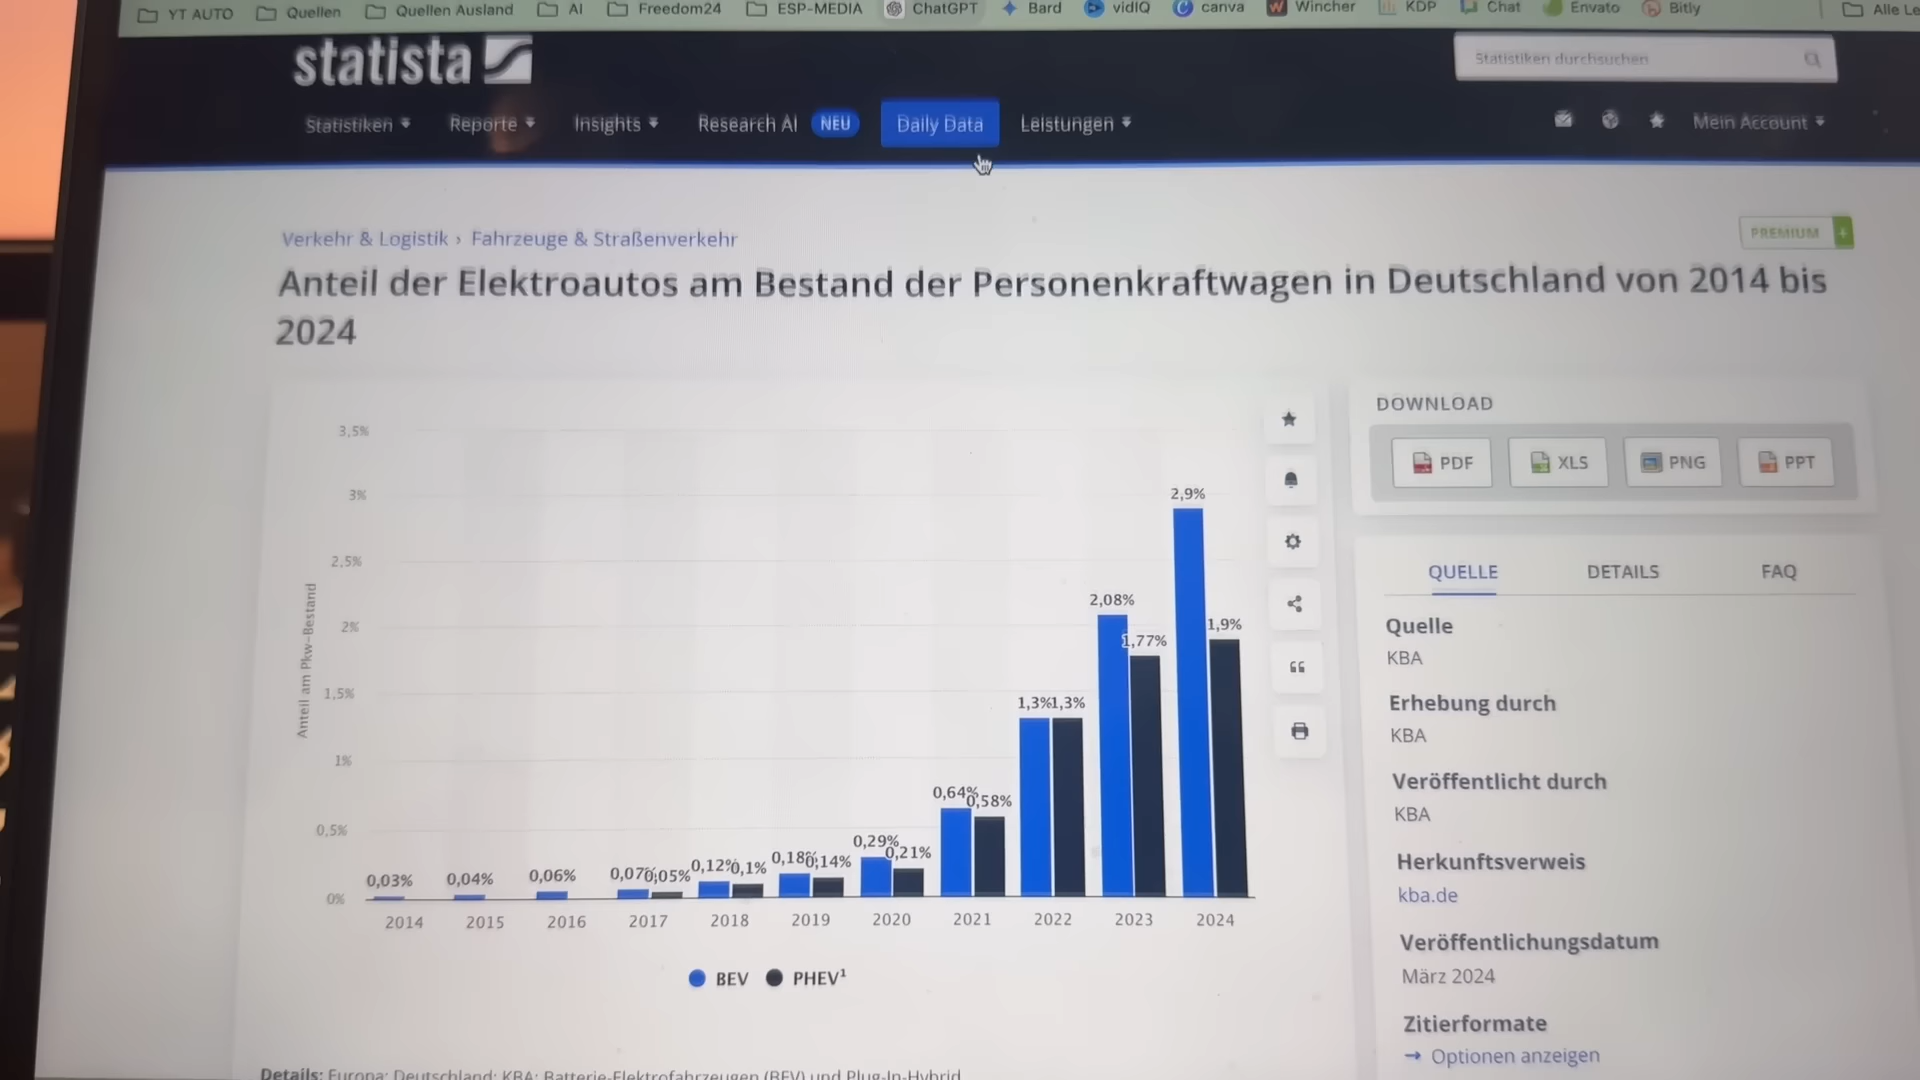 YT AUTO Quellen Quellen Ausland AI Freedom24 ESP-MEDIA ChatGPT Bard vidIQ canva Wincher KDP Chat Envato Bitly Alle Le
statista
Statistiken durchsuchen
Statistiken Reporte Insights Research AI NEU Daily Data Leistungen Mein Account
Verkehr & Logistik › Fahrzeuge & Straßenverkehr
PREMIUM +
Anteil der Elektroautos am Bestand der Personenkraftwagen in Deutschland von 2014 bis
2024
Anteil am Pkw-Bestand
3,5%
3%
2,5%
2%
1,5%
1%
0,5%
0%
0,03%
0,04%
0,06%
0,07% 0,05%
0,12% 0,1%
0,18% 0,14%
0,29% 0,21%
0,64% 0,58%
1,3% 1,3%
2,08% 1,77%
2,9% 1,9%
2014 2015 2016 2017 2018 2019 2020 2021 2022 2023 2024
BEV PHEV¹
DOWNLOAD
PDF XLS PNG PPT
QUELLE DETAILS FAQ
Quelle
KBA
Erhebung durch
KBA
Veröffentlicht durch
KBA
Herkunftsverweis
kba.de
Veröffentlichungsdatum
März 2024
Zitierformate
→ Optionen anzeigen
Details: Europa; Deutschland; KBA; Batterie-Elektrofahrzeugen (BEV) und Plug-In-Hybrid